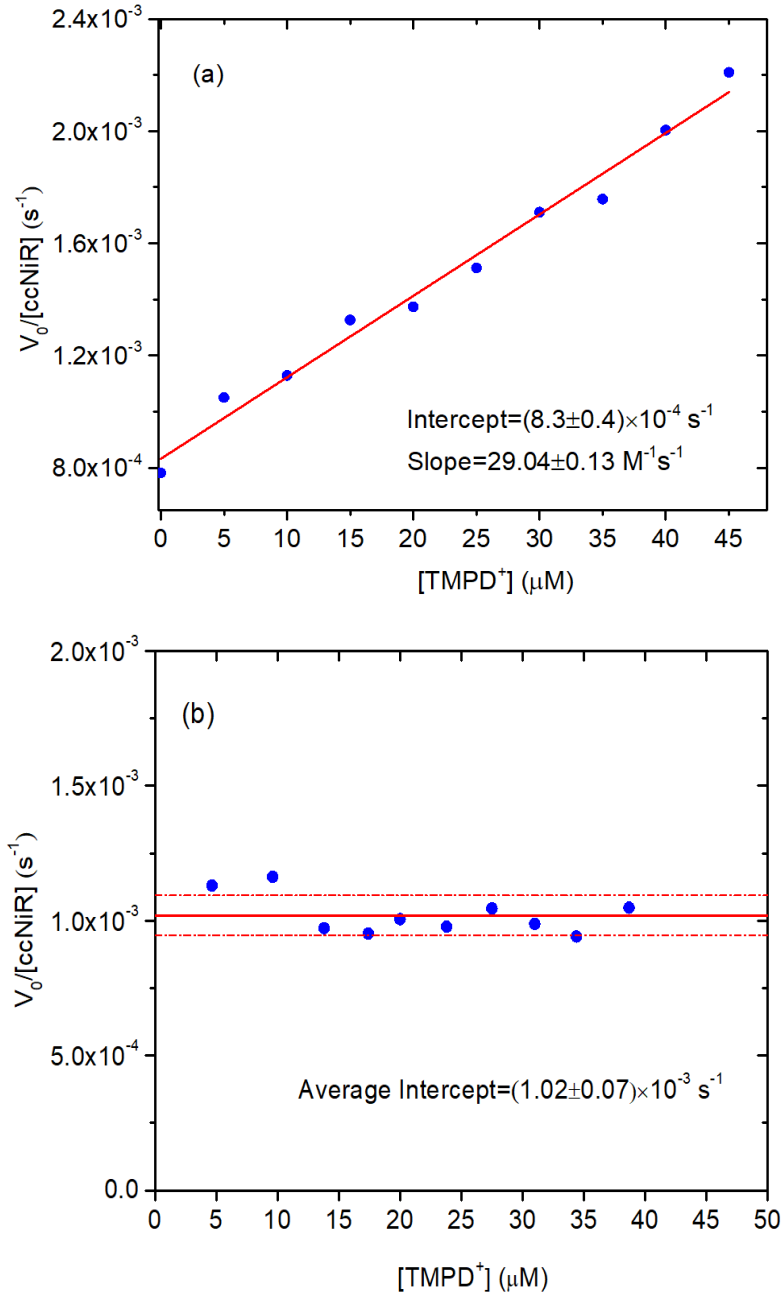 2.4x10⁻³
(a)
2.0x10⁻³
1.6x10⁻³
1.2x10⁻³
8.0x10⁻⁴
V₀/[ccNiR] (s⁻¹)
Intercept=(8.3±0.4)×10⁻⁴ s⁻¹
Slope=29.04±0.13 M⁻¹s⁻¹
0 5 10 15 20 25 30 35 40 45
[TMPD⁺] (μM)
2.0x10⁻³
(b)
1.5x10⁻³
1.0x10⁻³
5.0x10⁻⁴
0.0
V₀/[ccNiR] (s⁻¹)
Average Intercept=(1.02±0.07)×10⁻³ s⁻¹
0 5 10 15 20 25 30 35 40 45 50
[TMPD⁺] (μM)